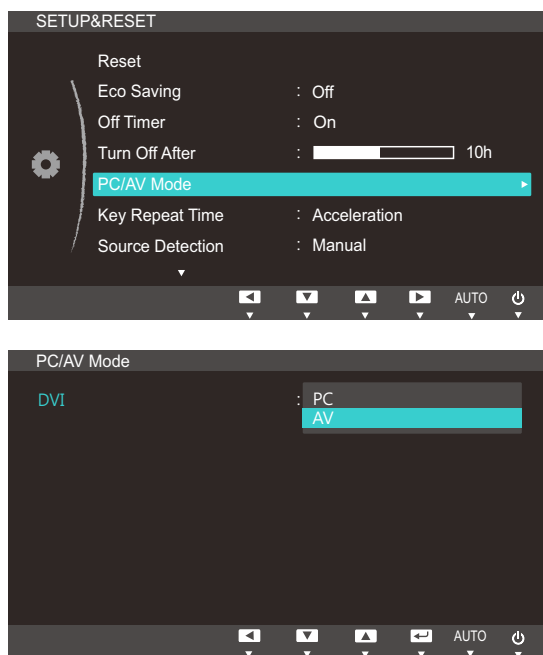 SETUP&RESET
Reset
Eco Saving : Off
Off Timer : On
Turn Off After : 10h
PC/AV Mode
Key Repeat Time : Acceleration
Source Detection : Manual
AUTO
PC/AV Mode
DVI : PC
AV
AUTO